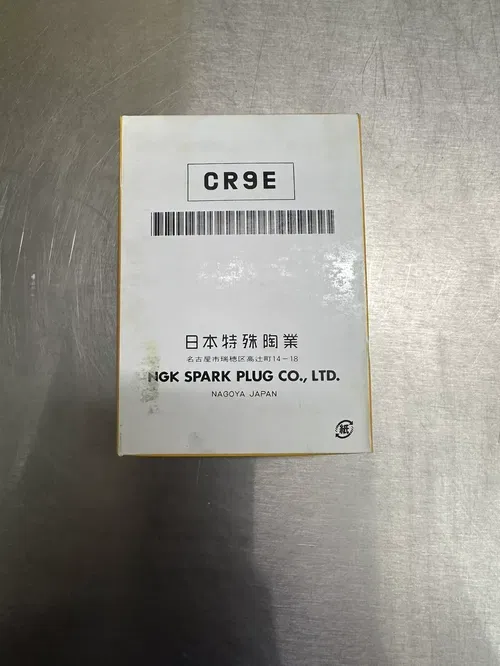 CR9E
日本特殊陶業
名古屋市瑞穂区高辻町14-18
NGK SPARK PLUG CO., LTD.
NAGOYA JAPAN
紙